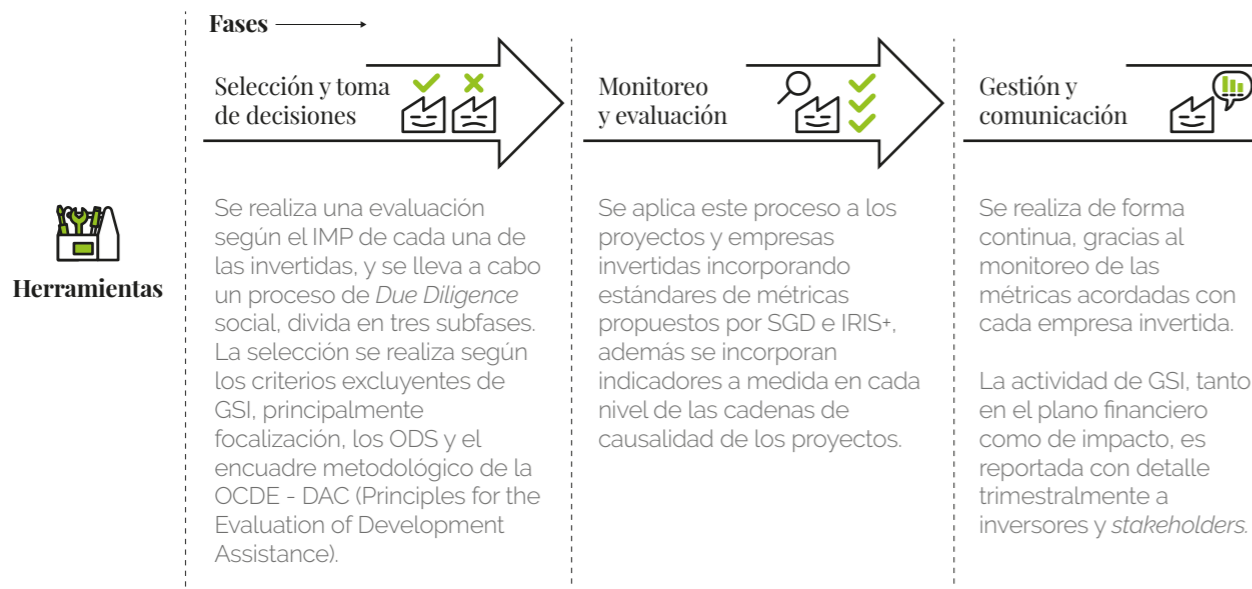 Fases
Selección y toma
de decisiones
Monitoreo
y evaluación
Gestión y
comunicación
Herramientas
Se realiza una evaluación
según el IMP de cada una de
las invertidas, y se lleva a cabo
un proceso de Due Diligence
social, divida en tres subfases.
La selección se realiza según
los criterios excluyentes de
GSI, principalmente
focalización, los ODS y el
encuadre metodológico de la
OCDE - DAC (Principles for the
Evaluation of Development
Assistance).
Se aplica este proceso a los
proyectos y empresas
invertidas incorporando
estándares de métricas
propuestos por SGD e IRIS+,
además se incorporan
indicadores a medida en cada
nivel de las cadenas de
causalidad de los proyectos.
Se realiza de forma
continua, gracias al
monitoreo de las
métricas acordadas con
cada empresa invertida.
La actividad de GSI, tanto
en el plano financiero
como de impacto, es
reportada con detalle
trimestralmente a
inversores y stakeholders.